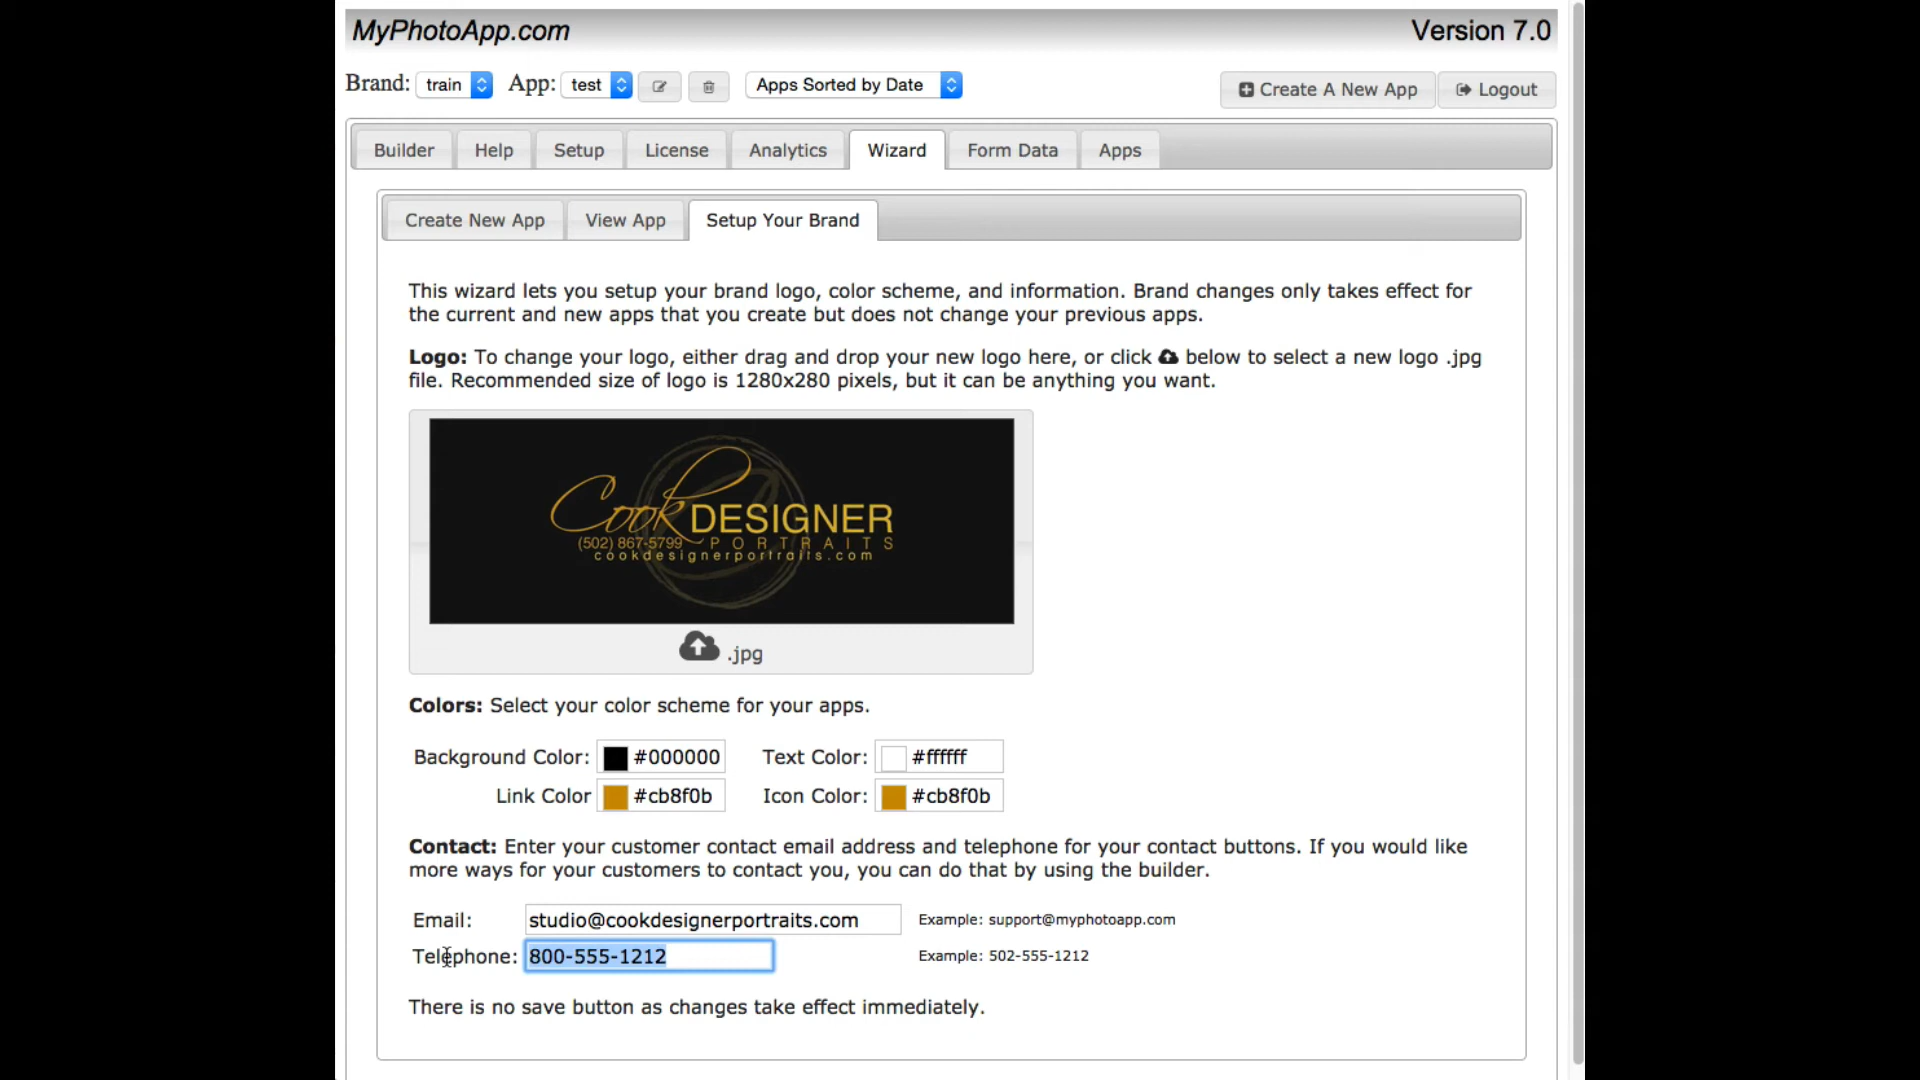 MyPhotoApp.com Version 7.0
Brand: train App: test Apps Sorted by Date Create A New App Logout
Builder Help Setup License Analytics Wizard Form Data Apps
Create New App View App Setup Your Brand
This wizard lets you setup your brand logo, color scheme, and information. Brand changes only takes effect for
the current and new apps that you create but does not change your previous apps.
Logo: To change your logo, either drag and drop your new logo here, or click below to select a new logo .jpg
file. Recommended size of logo is 1280x280 pixels, but it can be anything you want.
Cook DESIGNER
(502) 867-5799 PORTRAITS
cookdesignerportraits.com
.jpg
Colors: Select your color scheme for your apps.
Background Color: #000000 Text Color: #ffffff
Link Color #cb8f0b Icon Color: #cb8f0b
Contact: Enter your customer contact email address and telephone for your contact buttons. If you would like
more ways for your customers to contact you, you can do that by using the builder.
Email: studio@cookdesignerportraits.com Example: support@myphotoapp.com
Telephone: 800-555-1212 Example: 502-555-1212
There is no save button as changes take effect immediately.